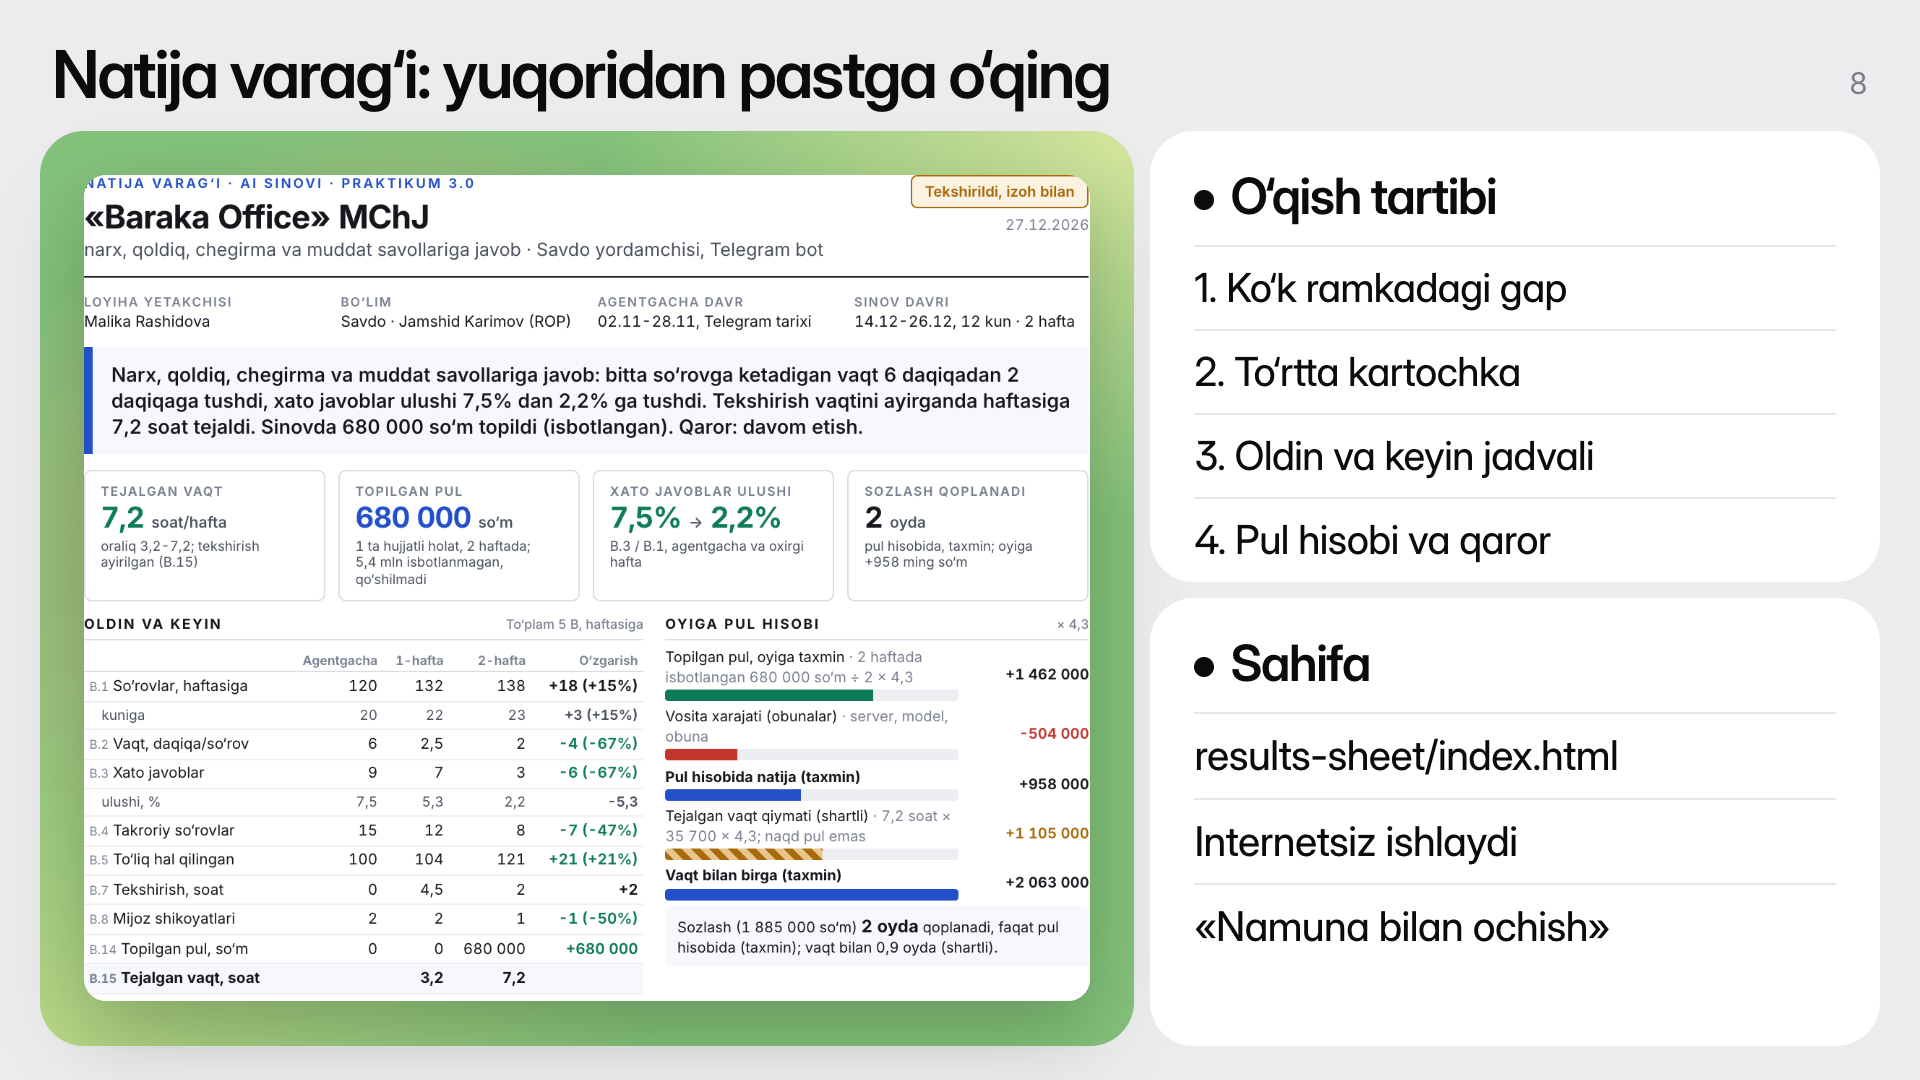 Natija varag‘i: yuqoridan pastga o‘qing
8
NATIJA VARAG‘I · AI SINOVI · PRAKTIKUM 3.0
Tekshirildi, izoh bilan
«Baraka Office» MChJ
27.12.2026
narx, qoldiq, chegirma va muddat savollariga javob · Savdo yordamchisi, Telegram bot
LOYIHA YETAKCHISI
Malika Rashidova
BO‘LIM
Savdo · Jamshid Karimov (ROP)
AGENTGACHA DAVR
02.11-28.11, Telegram tarixi
SINOV DAVRI
14.12-26.12, 12 kun · 2 hafta
Narx, qoldiq, chegirma va muddat savollariga javob: bitta so‘rovga ketadigan vaqt 6 daqiqadan 2
daqiqaga tushdi, xato javoblar ulushi 7,5% dan 2,2% ga tushdi. Tekshirish vaqtini ayirganda haftasiga
7,2 soat tejaldi. Sinovda 680 000 so‘m topildi (isbotlangan). Qaror: davom etish.
TEJALGAN VAQT
7,2 soat/hafta
oraliq 3,2-7,2; tekshirish
ayirilgan (B.15)
TOPILGAN PUL
680 000 so‘m
1 ta hujjatli holat, 2 haftada;
5,4 mln isbotlanmagan,
qo‘shilmadi
XATO JAVOBLAR ULUSHI
7,5% → 2,2%
B.3 / B.1, agentgacha va oxirgi
hafta
SOZLASH QOPLANADI
2 oyda
pul hisobida, taxmin; oyiga
+958 ming so‘m
OLDIN VA KEYIN
To‘plam 5 B, haftasiga
Agentgacha 1-hafta 2-hafta O‘zgarish
B.1 So‘rovlar, haftasiga 120 132 138 +18 (+15%)
kuniga 20 22 23 +3 (+15%)
B.2 Vaqt, daqiqa/so‘rov 6 2,5 2 -4 (-67%)
B.3 Xato javoblar 9 7 3 -6 (-67%)
ulushi, % 7,5 5,3 2,2 -5,3
B.4 Takroriy so‘rovlar 15 12 8 -7 (-47%)
B.5 To‘liq hal qilingan 100 104 121 +21 (+21%)
B.7 Tekshirish, soat 0 4,5 2 +2
B.8 Mijoz shikoyatlari 2 2 1 -1 (-50%)
B.14 Topilgan pul, so‘m 0 0 680 000 +680 000
B.15 Tejalgan vaqt, soat 3,2 7,2
OYIGA PUL HISOBI
× 4,3
Topilgan pul, oyiga taxmin · 2 haftada
isbotlangan 680 000 so‘m ÷ 2 × 4,3
+1 462 000
Vosita xarajati (obunalar) · server, model,
obuna
-504 000
Pul hisobida natija (taxmin)
+958 000
Tejalgan vaqt qiymati (shartli) · 7,2 soat ×
35 700 × 4,3; naqd pul emas
+1 105 000
Vaqt bilan birga (taxmin)
+2 063 000
Sozlash (1 885 000 so‘m) 2 oyda qoplanadi, faqat pul
hisobida (taxmin); vaqt bilan 0,9 oyda (shartli).
• O‘qish tartibi
1. Ko‘k ramkadagi gap
2. To‘rtta kartochka
3. Oldin va keyin jadvali
4. Pul hisobi va qaror
• Sahifa
results-sheet/index.html
Internetsiz ishlaydi
«Namuna bilan ochish»